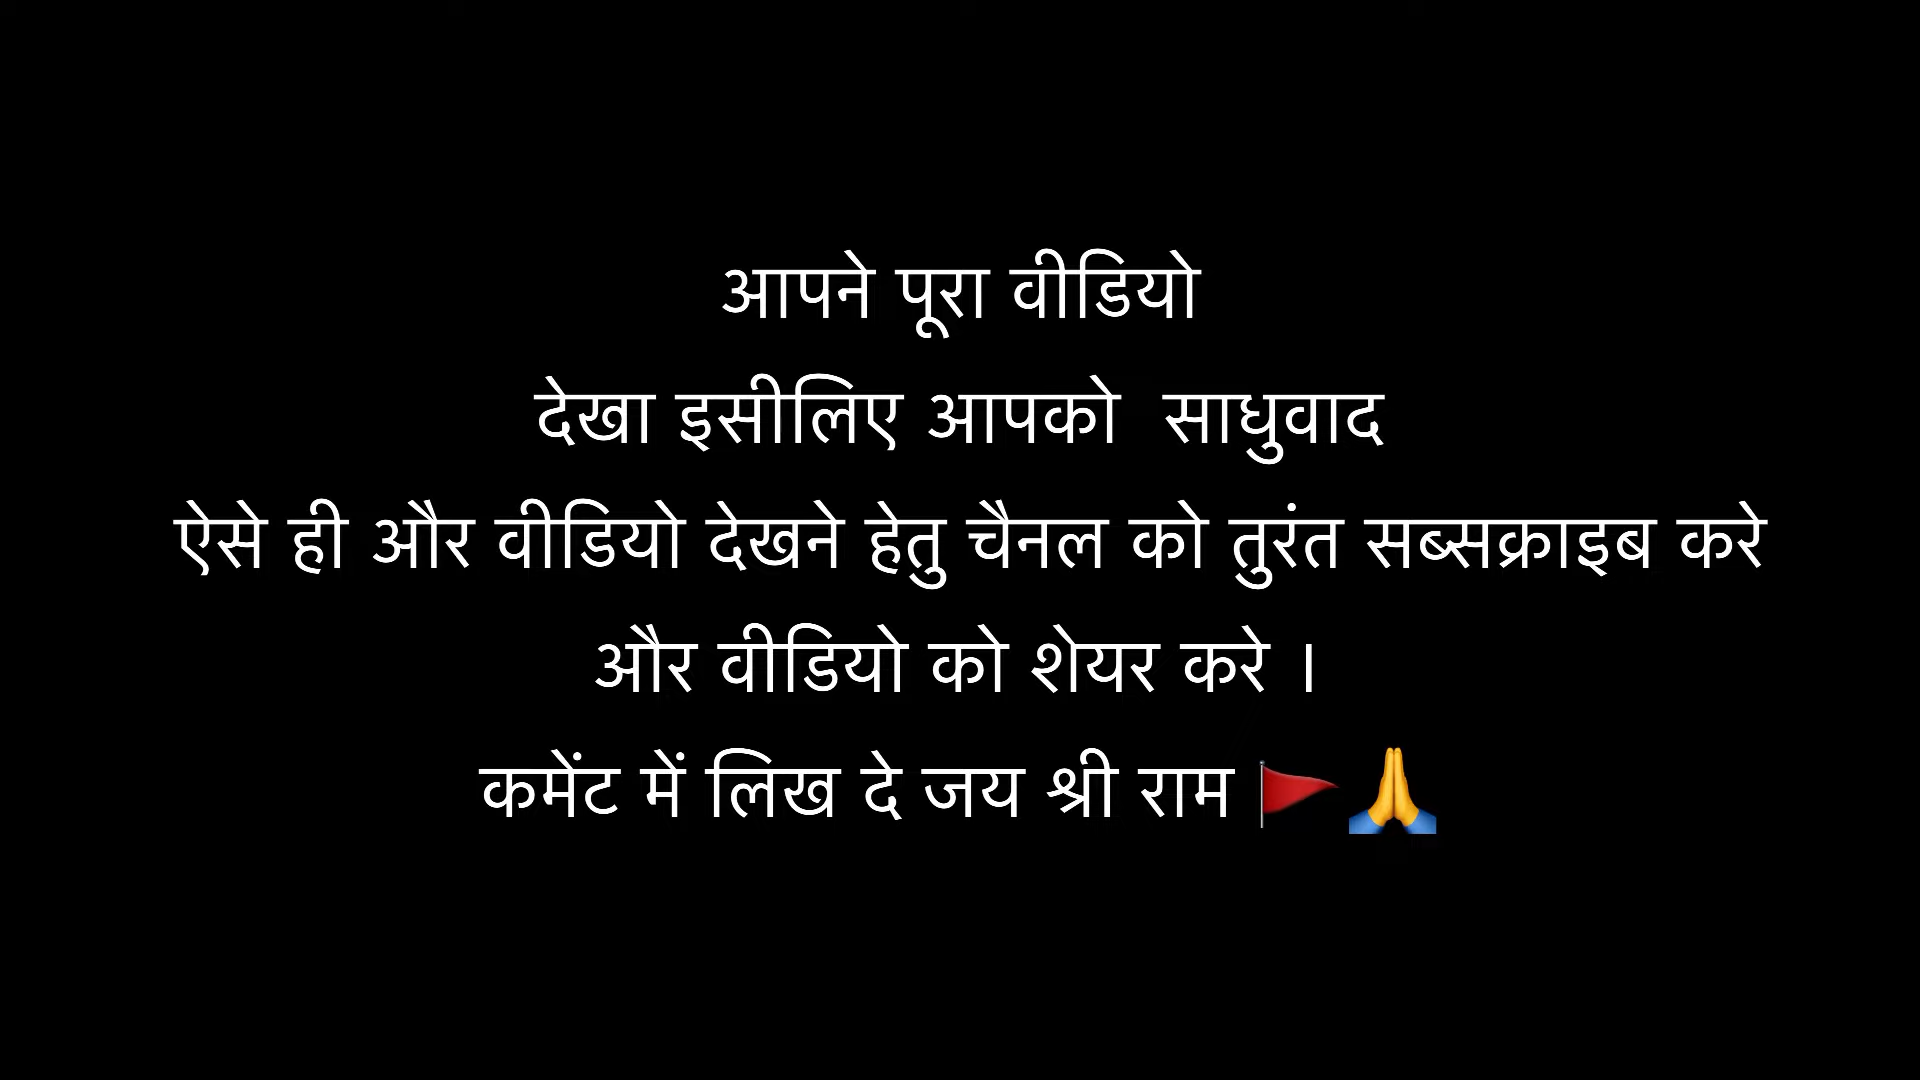 आपने पूरा वीडियो
देखा इसीलिए आपको  साधुवाद
ऐसे ही और वीडियो देखने हेतु चैनल को तुरंत सब्सक्राइब करे
और वीडियो को शेयर करे ।
कमेंट में लिख दे जय श्री राम 🚩🙏